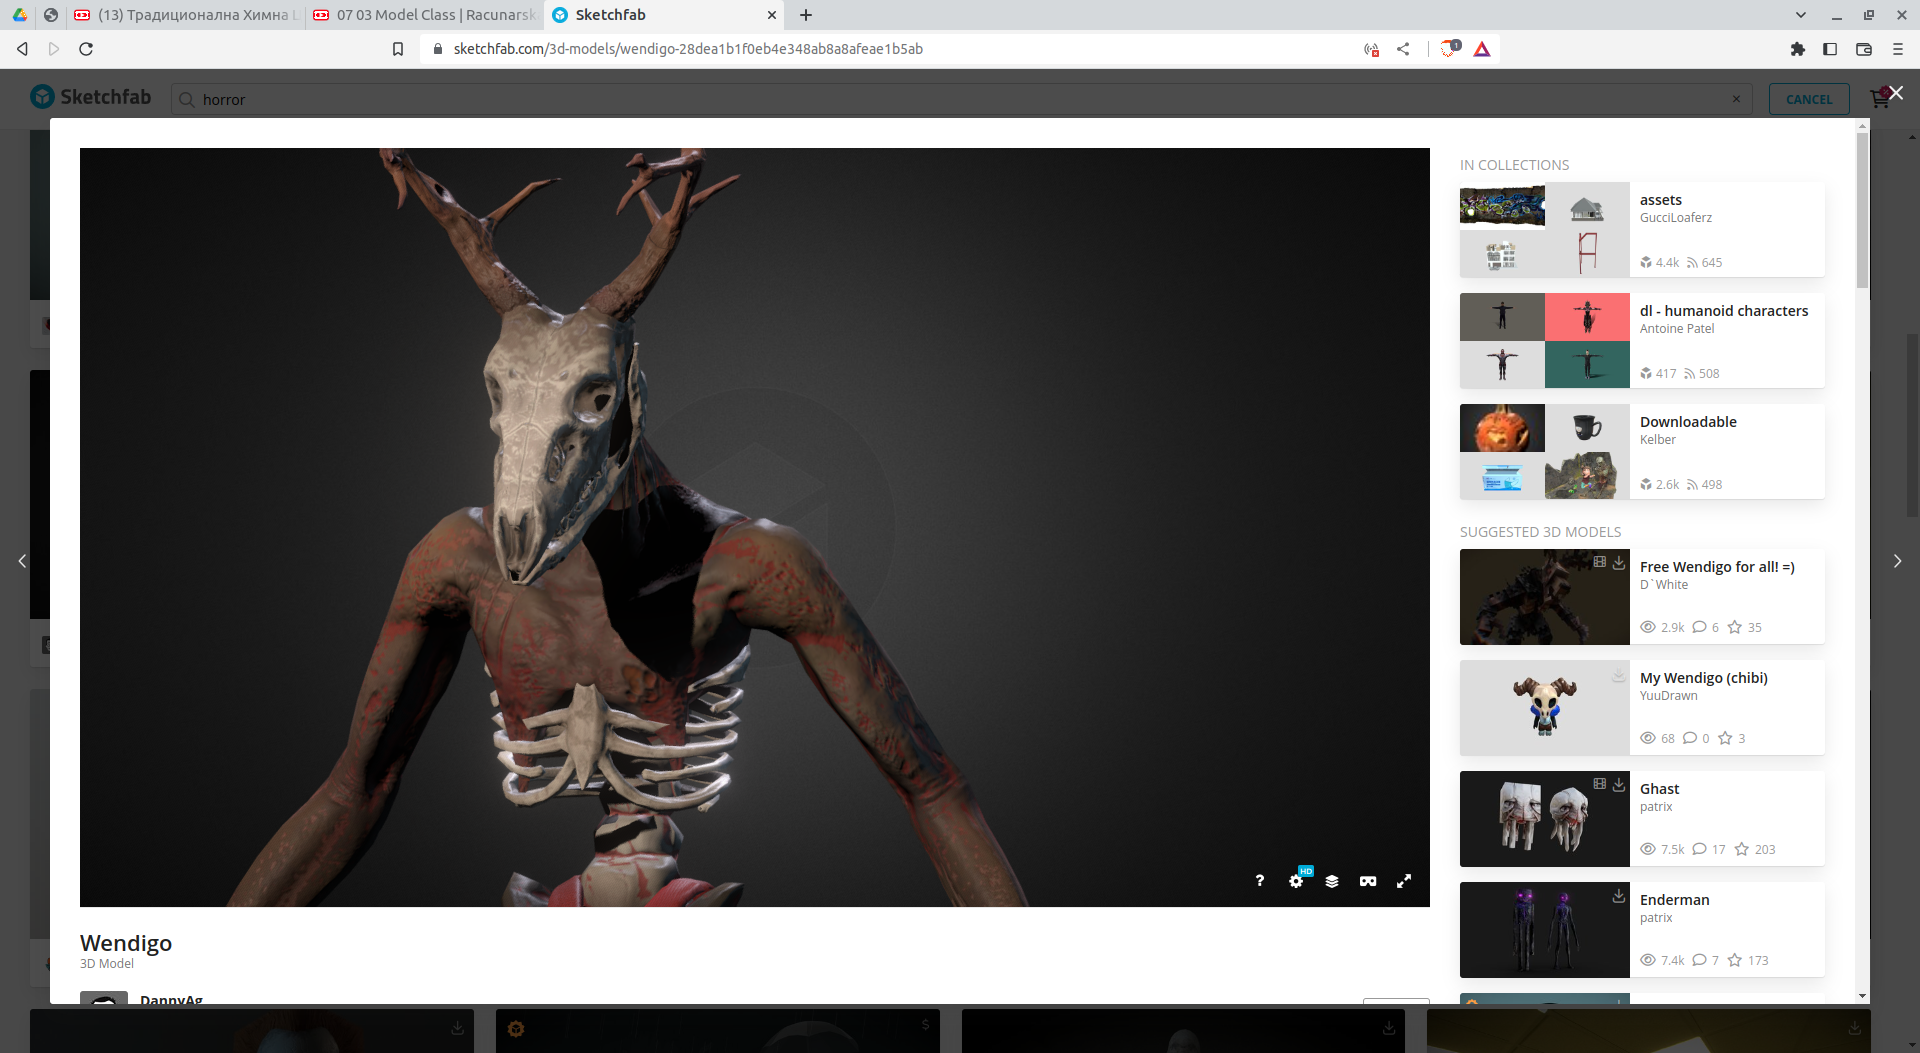 (13) Традиционална Химна
07 03 Model Class | Racunarsk
Sketchfab
sketchfab.com/3d-models/wendigo-28dea1b1f0eb4e348ab8a8afeae1b5ab
1
Sketchfab
horror
CANCEL
IN COLLECTIONS
assets
GucciLoaferz
4.4k 645
dl - humanoid characters
Antoine Patel
417 508
Downloadable
Kelber
2.6k 498
SUGGESTED 3D MODELS
Free Wendigo for all! =)
D`White
2.9k 6 35
My Wendigo (chibi)
YuuDrawn
68 0 3
Ghast
patrix
7.5k 17 203
Enderman
patrix
7.4k 7 173
? HD
Wendigo
3D Model
DannyAg
$